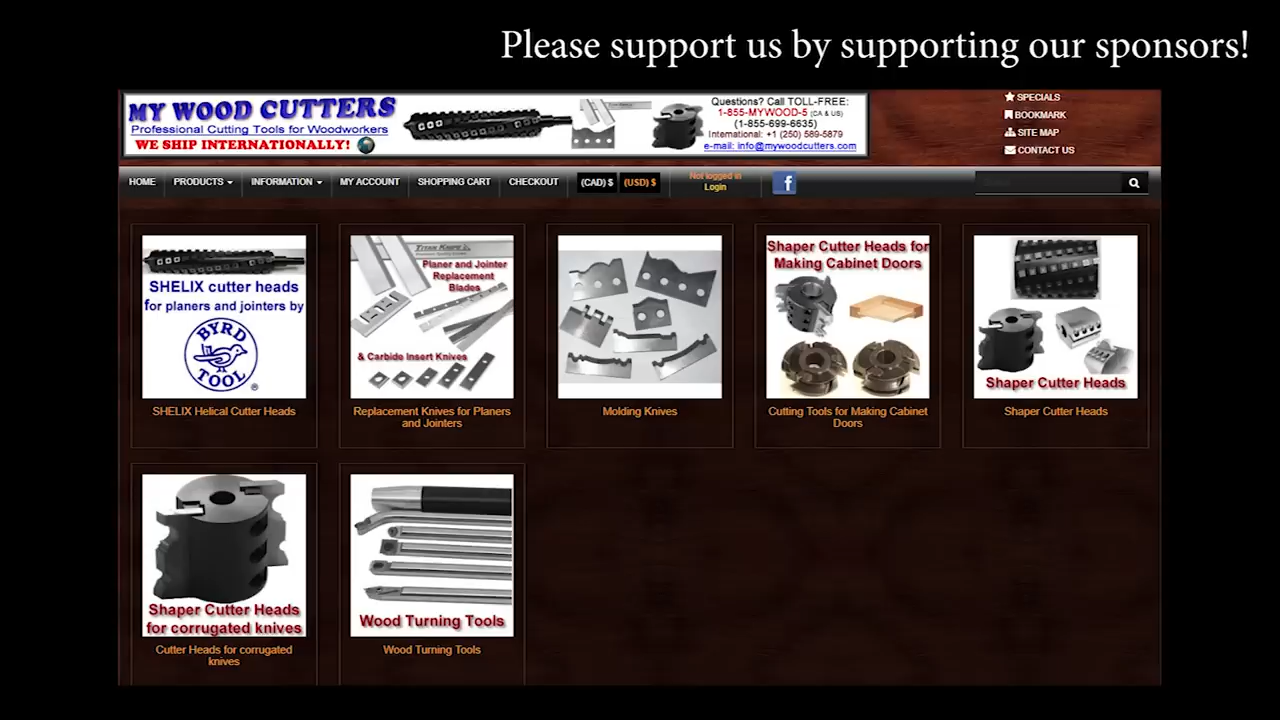 Please support us by supporting our sponsors!
MY WOOD CUTTERS
Professional Cutting Tools for Woodworkers
WE SHIP INTERNATIONALLY!
Questions? Call TOLL-FREE:
1-855-MYWOOD-5 (CA & US)
(1-855-699-6635)
International: +1 (250) 589-5879
e-mail: info@mywoodcutters.com
SPECIALS
BOOKMARK
SITE MAP
CONTACT US
HOME PRODUCTS INFORMATION MY ACCOUNT SHOPPING CART CHECKOUT (CAD) $ (USD) $
Not logged in
Login
f
SHELIX cutter heads
for planers and jointers by
BYRD
TOOL
®
SHELIX Helical Cutter Heads
TITAN KNIFE
Planer and Jointer
Replacement
Blades
& Carbide Insert Knives
Replacement Knives for Planers
and Jointers
Molding Knives
Shaper Cutter Heads for
Making Cabinet Doors
Cutting Tools for Making Cabinet
Doors
Shaper Cutter Heads
Shaper Cutter Heads
Shaper Cutter Heads
for corrugated knives
Cutter Heads for corrugated
knives
Wood Turning Tools
Wood Turning Tools